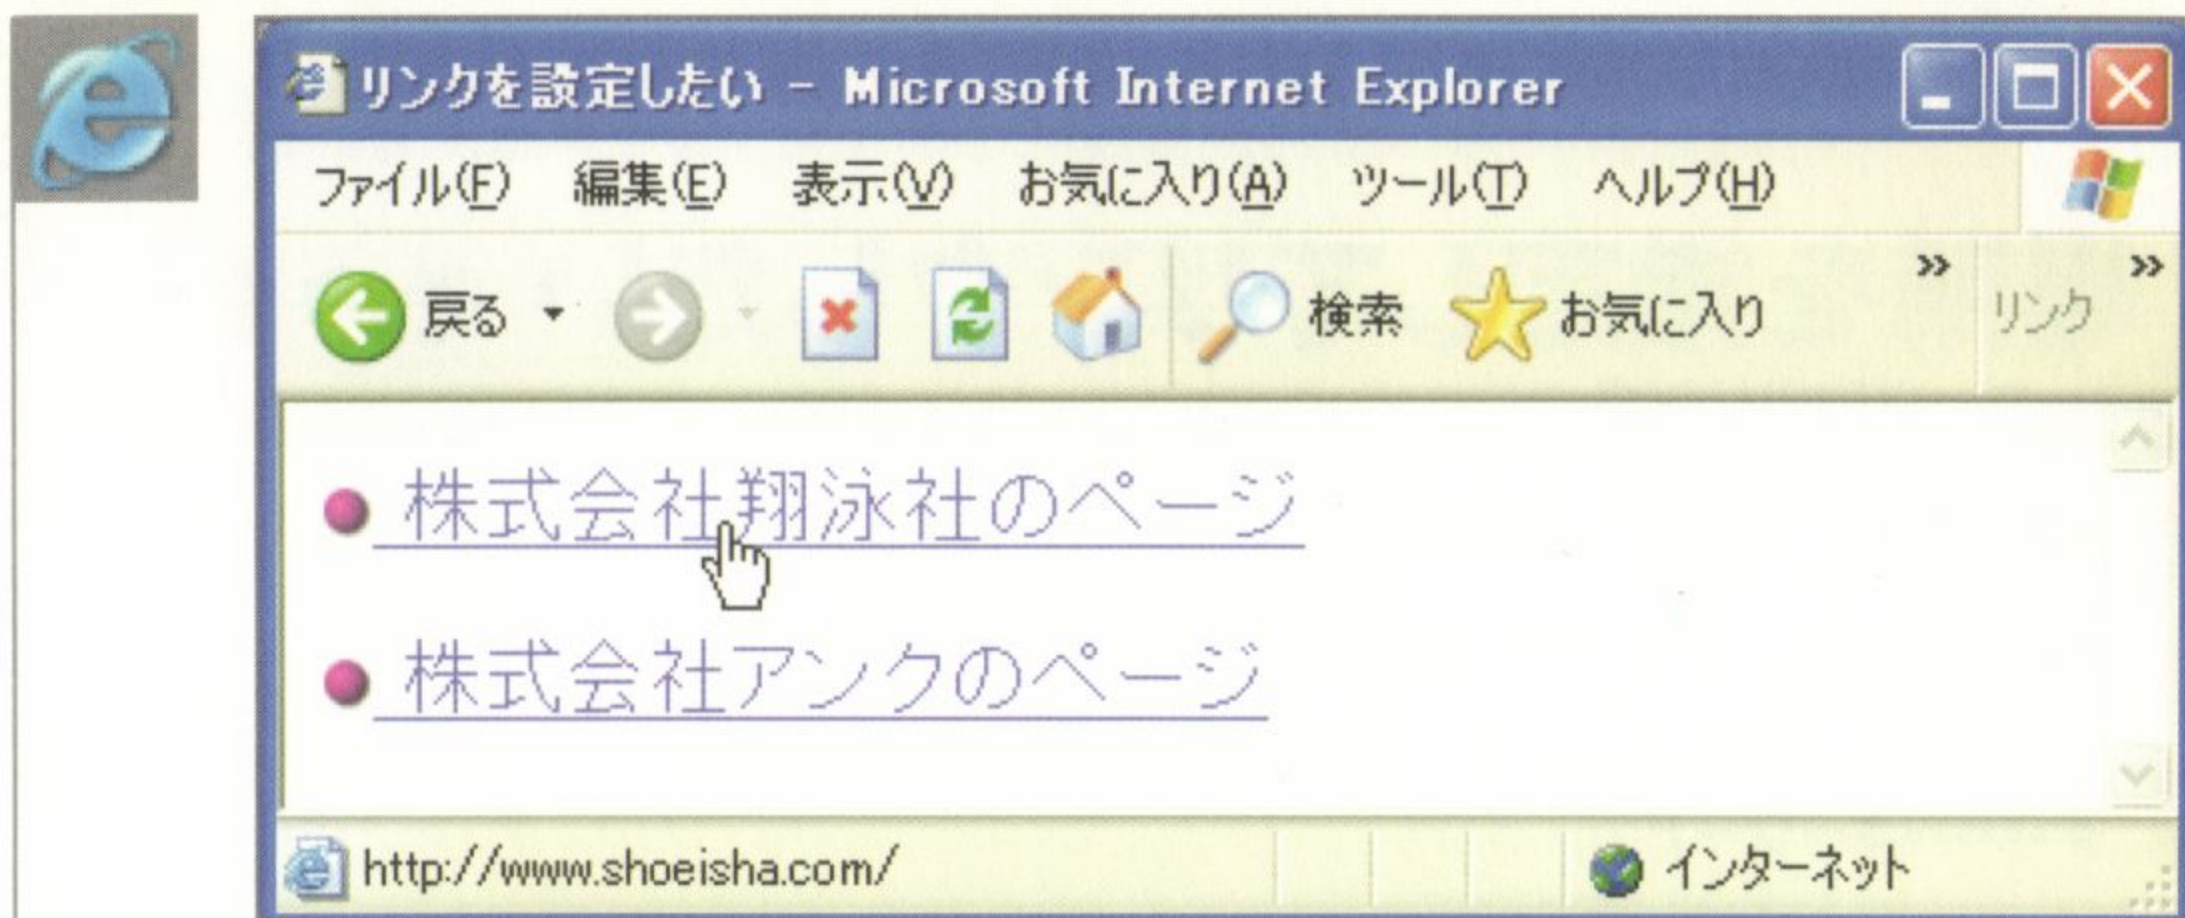 リンクを設定したい - Microsoft Internet Explorer
ファイル(F) 編集(E) 表示(V) お気に入り(A) ツール(T) ヘルプ(H)
戻る 検索 お気に入り » リンク »
株式会社翔泳社のページ
株式会社アンクのページ
http://www.shoeisha.com/ インターネット